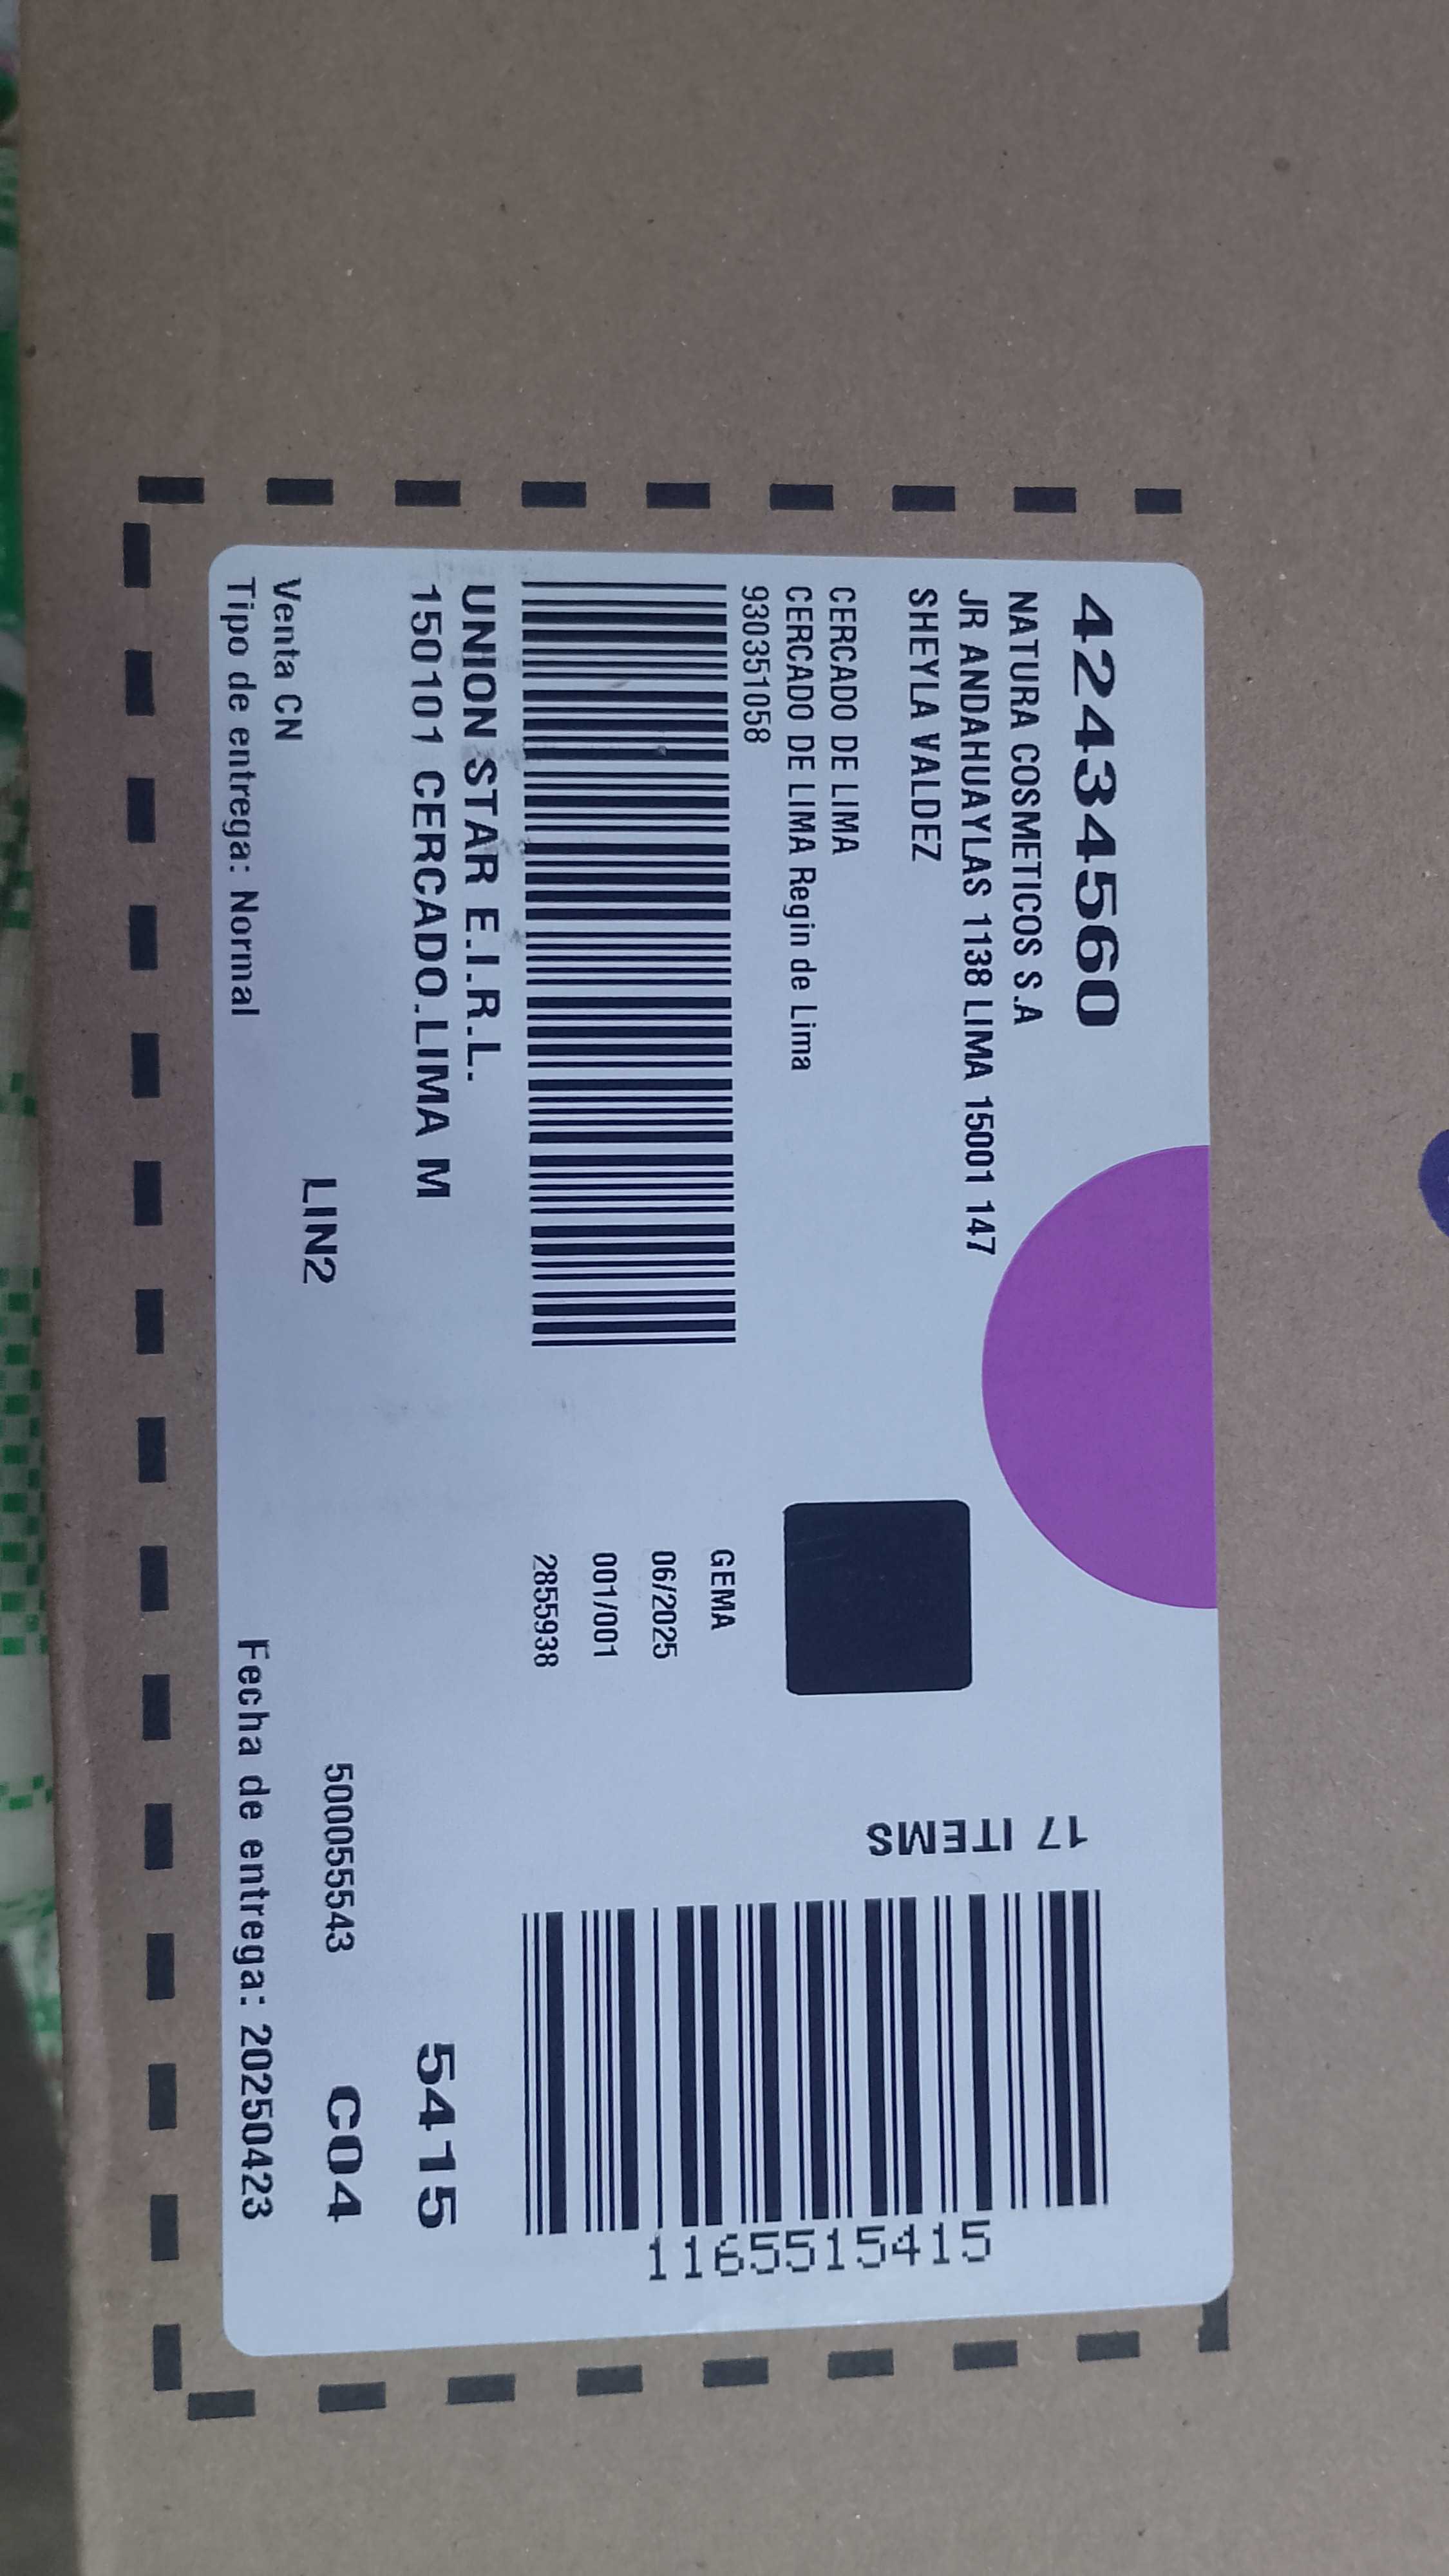 424345560
NATURA COSMETICOS S.A
JR ANDAHUAYLAS 1138 LIMA 15001 147
SHEYLA VALDEZ
CERCADO DE LIMA
CERCADO DE LIMA Regin de Lima
930351058
17 ITEMS
1165515415
GEMA
06/2025
001/001
2855938
UNION STAR E.I.R.L.
150101 CERCADO.LIMA M
5415
LIN2
500055543
C04
Venta CN
Tipo de entrega: Normal
Fecha de entrega: 20250423